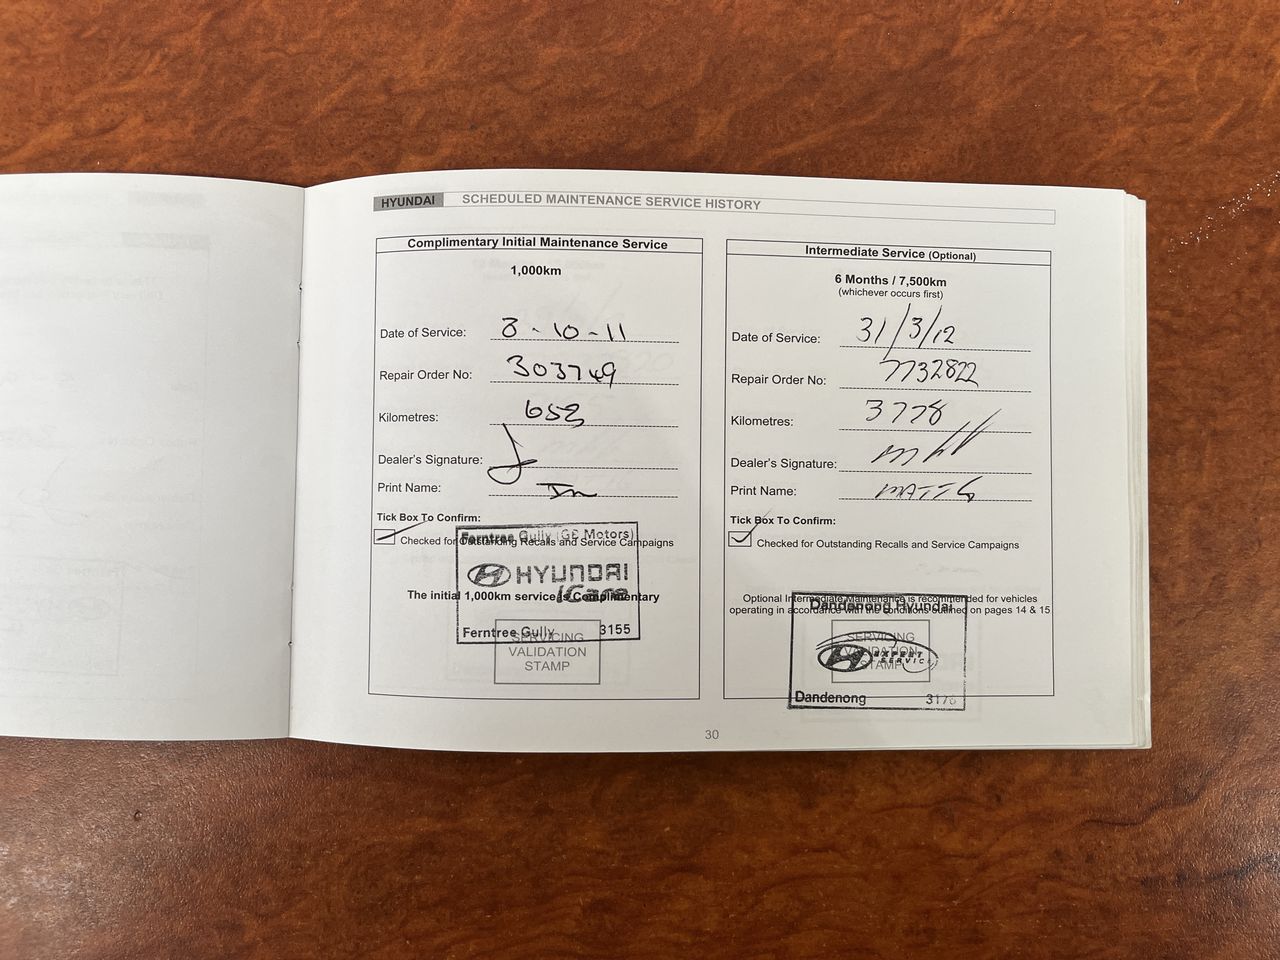 HYUNDAI SCHEDULED MAINTENANCE SERVICE HISTORY
Complimentary Initial Maintenance Service
1,000km
Date of Service: 3-10-11
Repair Order No: 303749
Kilometres: 653
Dealer's Signature:
Print Name:
Tick Box To Confirm:
Checked for Outstanding Recalls and Service Campaigns
Ferntree Gully (GE Motors)
HYUNDAI
iCare
The initial 1,000km service is Complimentary
Ferntree Gully 3155
SERVICING
VALIDATION
STAMP
Intermediate Service (Optional)
6 Months / 7,500km
(whichever occurs first)
Date of Service: 31/3/12
Repair Order No: 7732822
Kilometres: 3778
Dealer's Signature:
Print Name:
Tick Box To Confirm:
Checked for Outstanding Recalls and Service Campaigns
Optional Intermediate Maintenance is recommended for vehicles
operating in accordance with the conditions outlined on pages 14 & 15
Dandenong Hyundai
SERVICING
VALIDATION
STAMP
EXPERT
SERVICE
Dandenong 3175
30